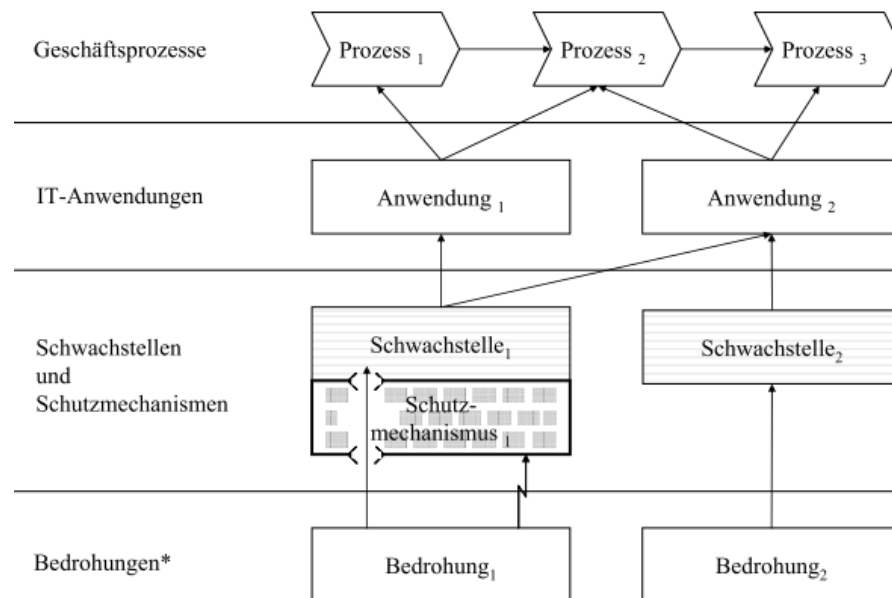 Geschäftsprozesse
Prozess 1
Prozess 2
Prozess 3
IT-Anwendungen
Anwendung 1
Anwendung 2
Schwachstellen
und
Schutzmechanismen
Schwachstelle1
Schwachstelle2
Schutz-
mechanismus 1
Bedrohungen*
Bedrohung1
Bedrohung2